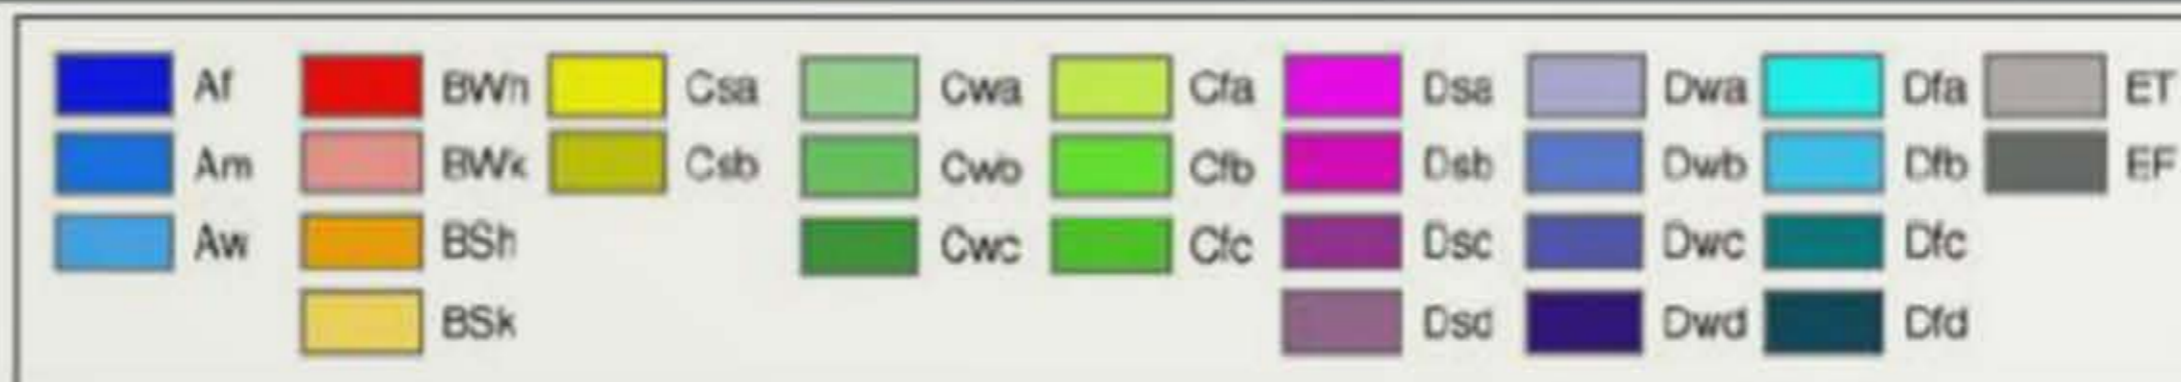 Af BWh Csa Cwa Cfa Dsa Dwa Dfa ET
Am BWk Csb Cwb Cfb Dsb Dwb Dfb EF
Aw BSh Cwc Cfc Dsc Dwc Dfc
BSk Dsd Dwd Dfd